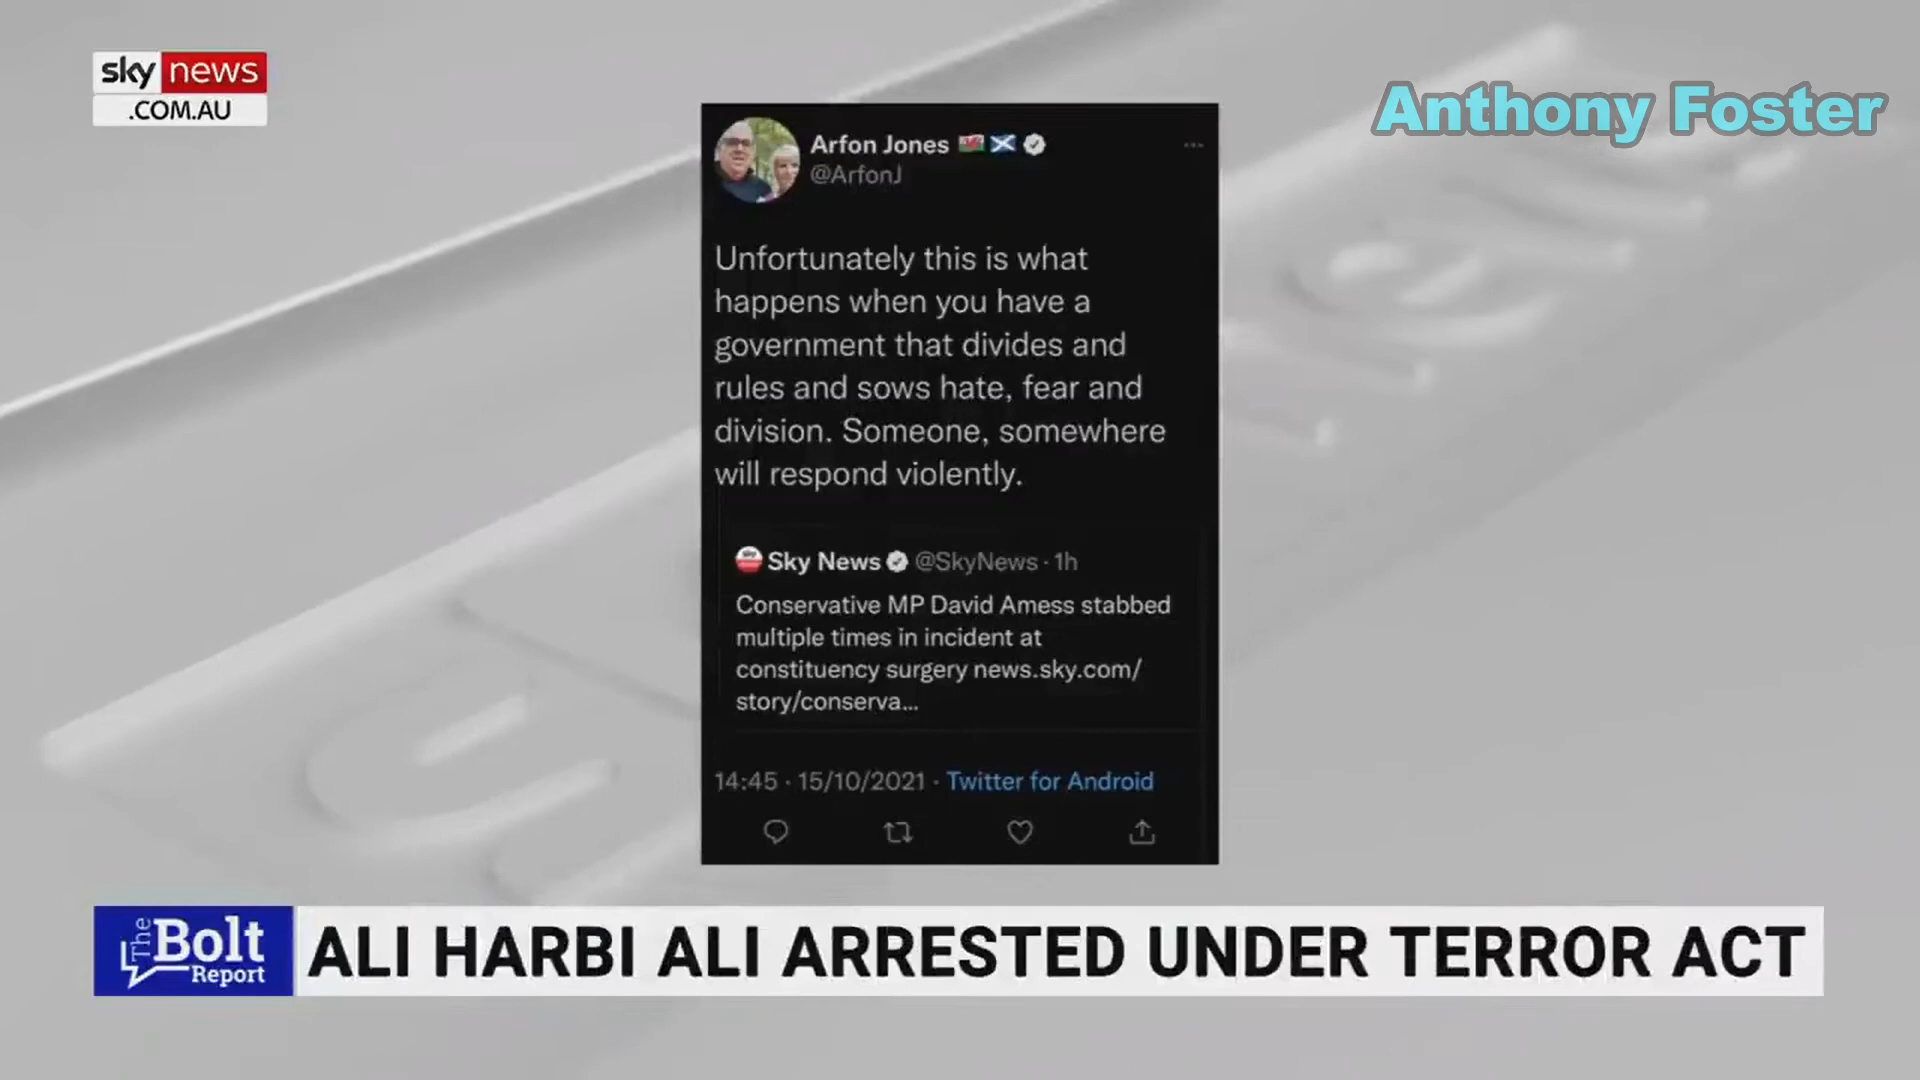 sky news
.COM.AU
Anthony Foster
Arfon Jones
@ArfonJ
Unfortunately this is what
happens when you have a
government that divides and
rules and sows hate, fear and
division. Someone, somewhere
will respond violently.
Sky News @SkyNews · 1h
Conservative MP David Amess stabbed
multiple times in incident at
constituency surgery news.sky.com/
story/conserva...
14:45 · 15/10/2021 · Twitter for Android
The Bolt Report
ALI HARBI ALI ARRESTED UNDER TERROR ACT